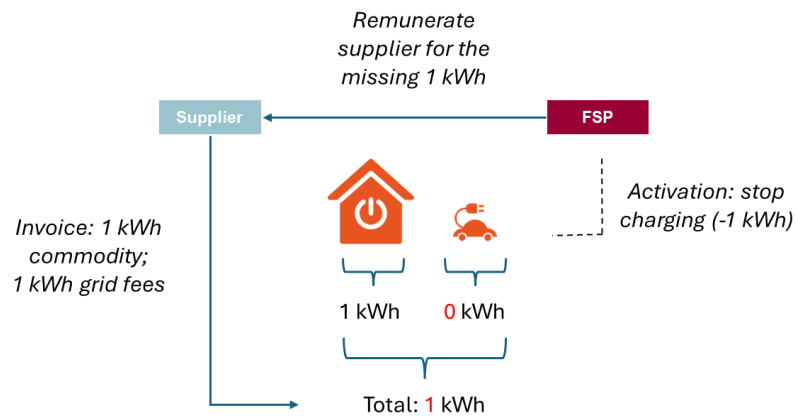 Remunerate
supplier for the
missing 1 kWh
Supplier
FSP
Activation: stop
charging (-1 kWh)
Invoice: 1 kWh
commodity;
1 kWh grid fees
1 kWh
0 kWh
Total: 1 kWh